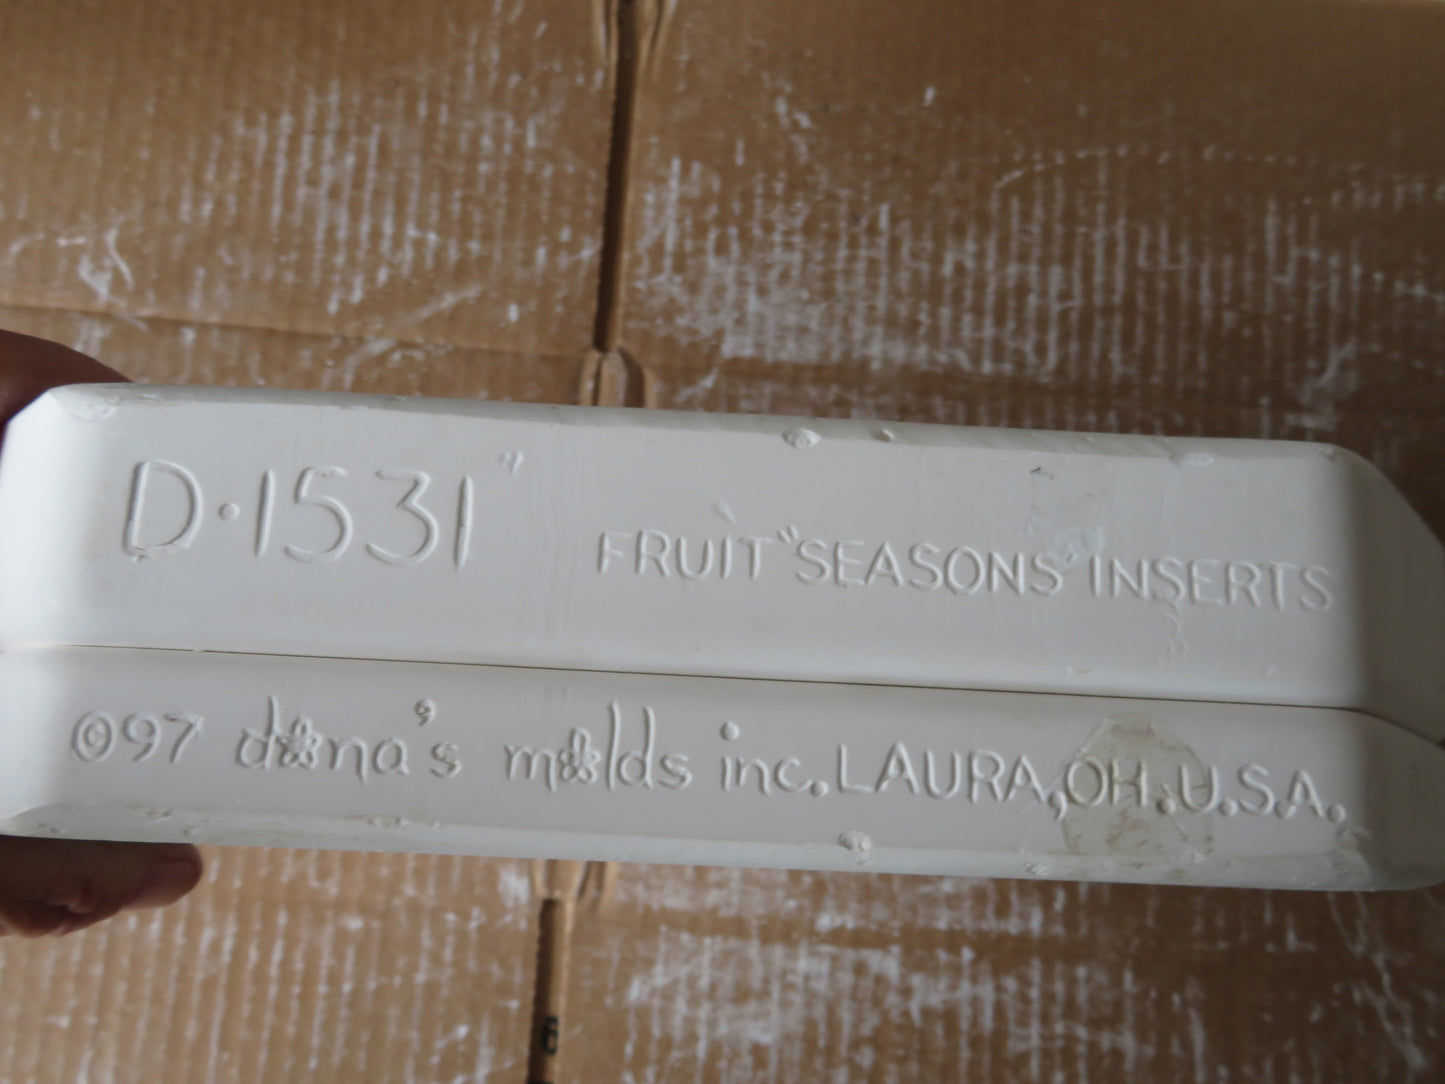 D·1531" FRUIT "SEASONS INSERTS
©97 dona's molds inc. LAURA, OH. U.S.A.